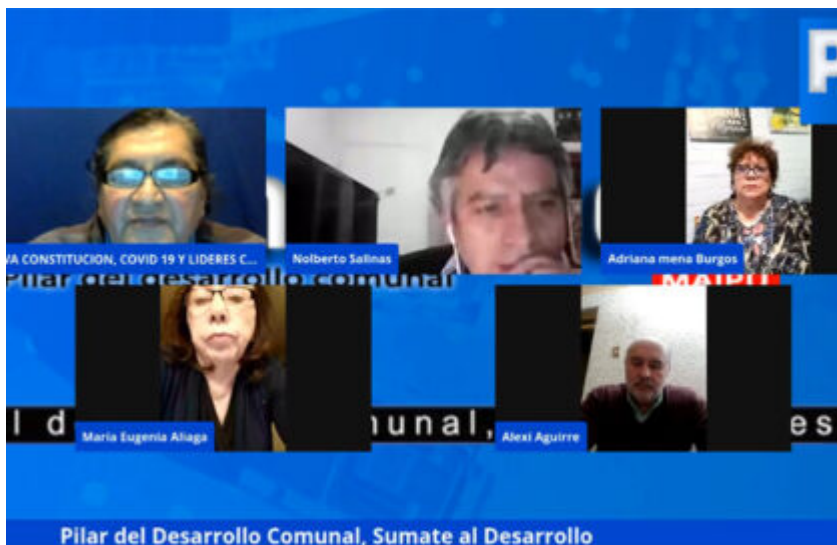 P
VA CONSTITUCION, COVID 19 Y LIDERES C...
Nolberto Salinas
Adriana mena Burgos
Pilar del desarrollo comunal
MAIPU
María Eugenia Aliaga
Alexi Aguirre
l d
unal,
es
Pilar del Desarrollo Comunal, Sumate al Desarrollo